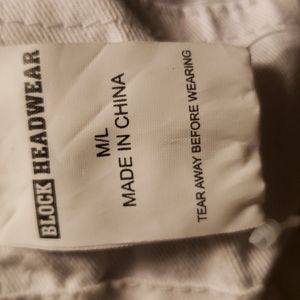 BLOCK HEADWEAR
M/L
MADE IN CHINA
TEAR AWAY BEFORE WEARING